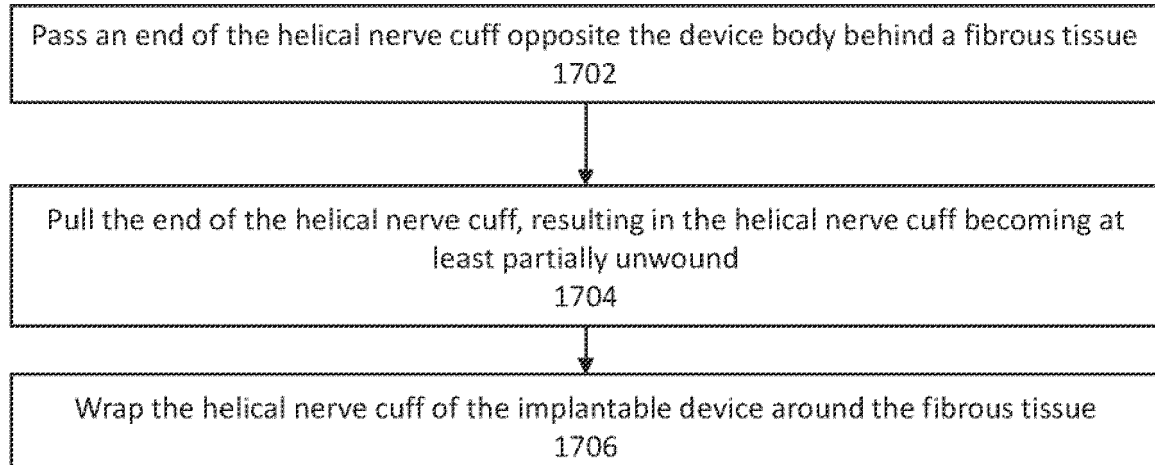 Pass an end of the helical nerve cuff opposite the device body behind a fibrous tissue
1702
Pull the end of the helical nerve cuff, resulting in the helical nerve cuff becoming at
least partially unwound
1704
Wrap the helical nerve cuff of the implantable device around the fibrous tissue
1706